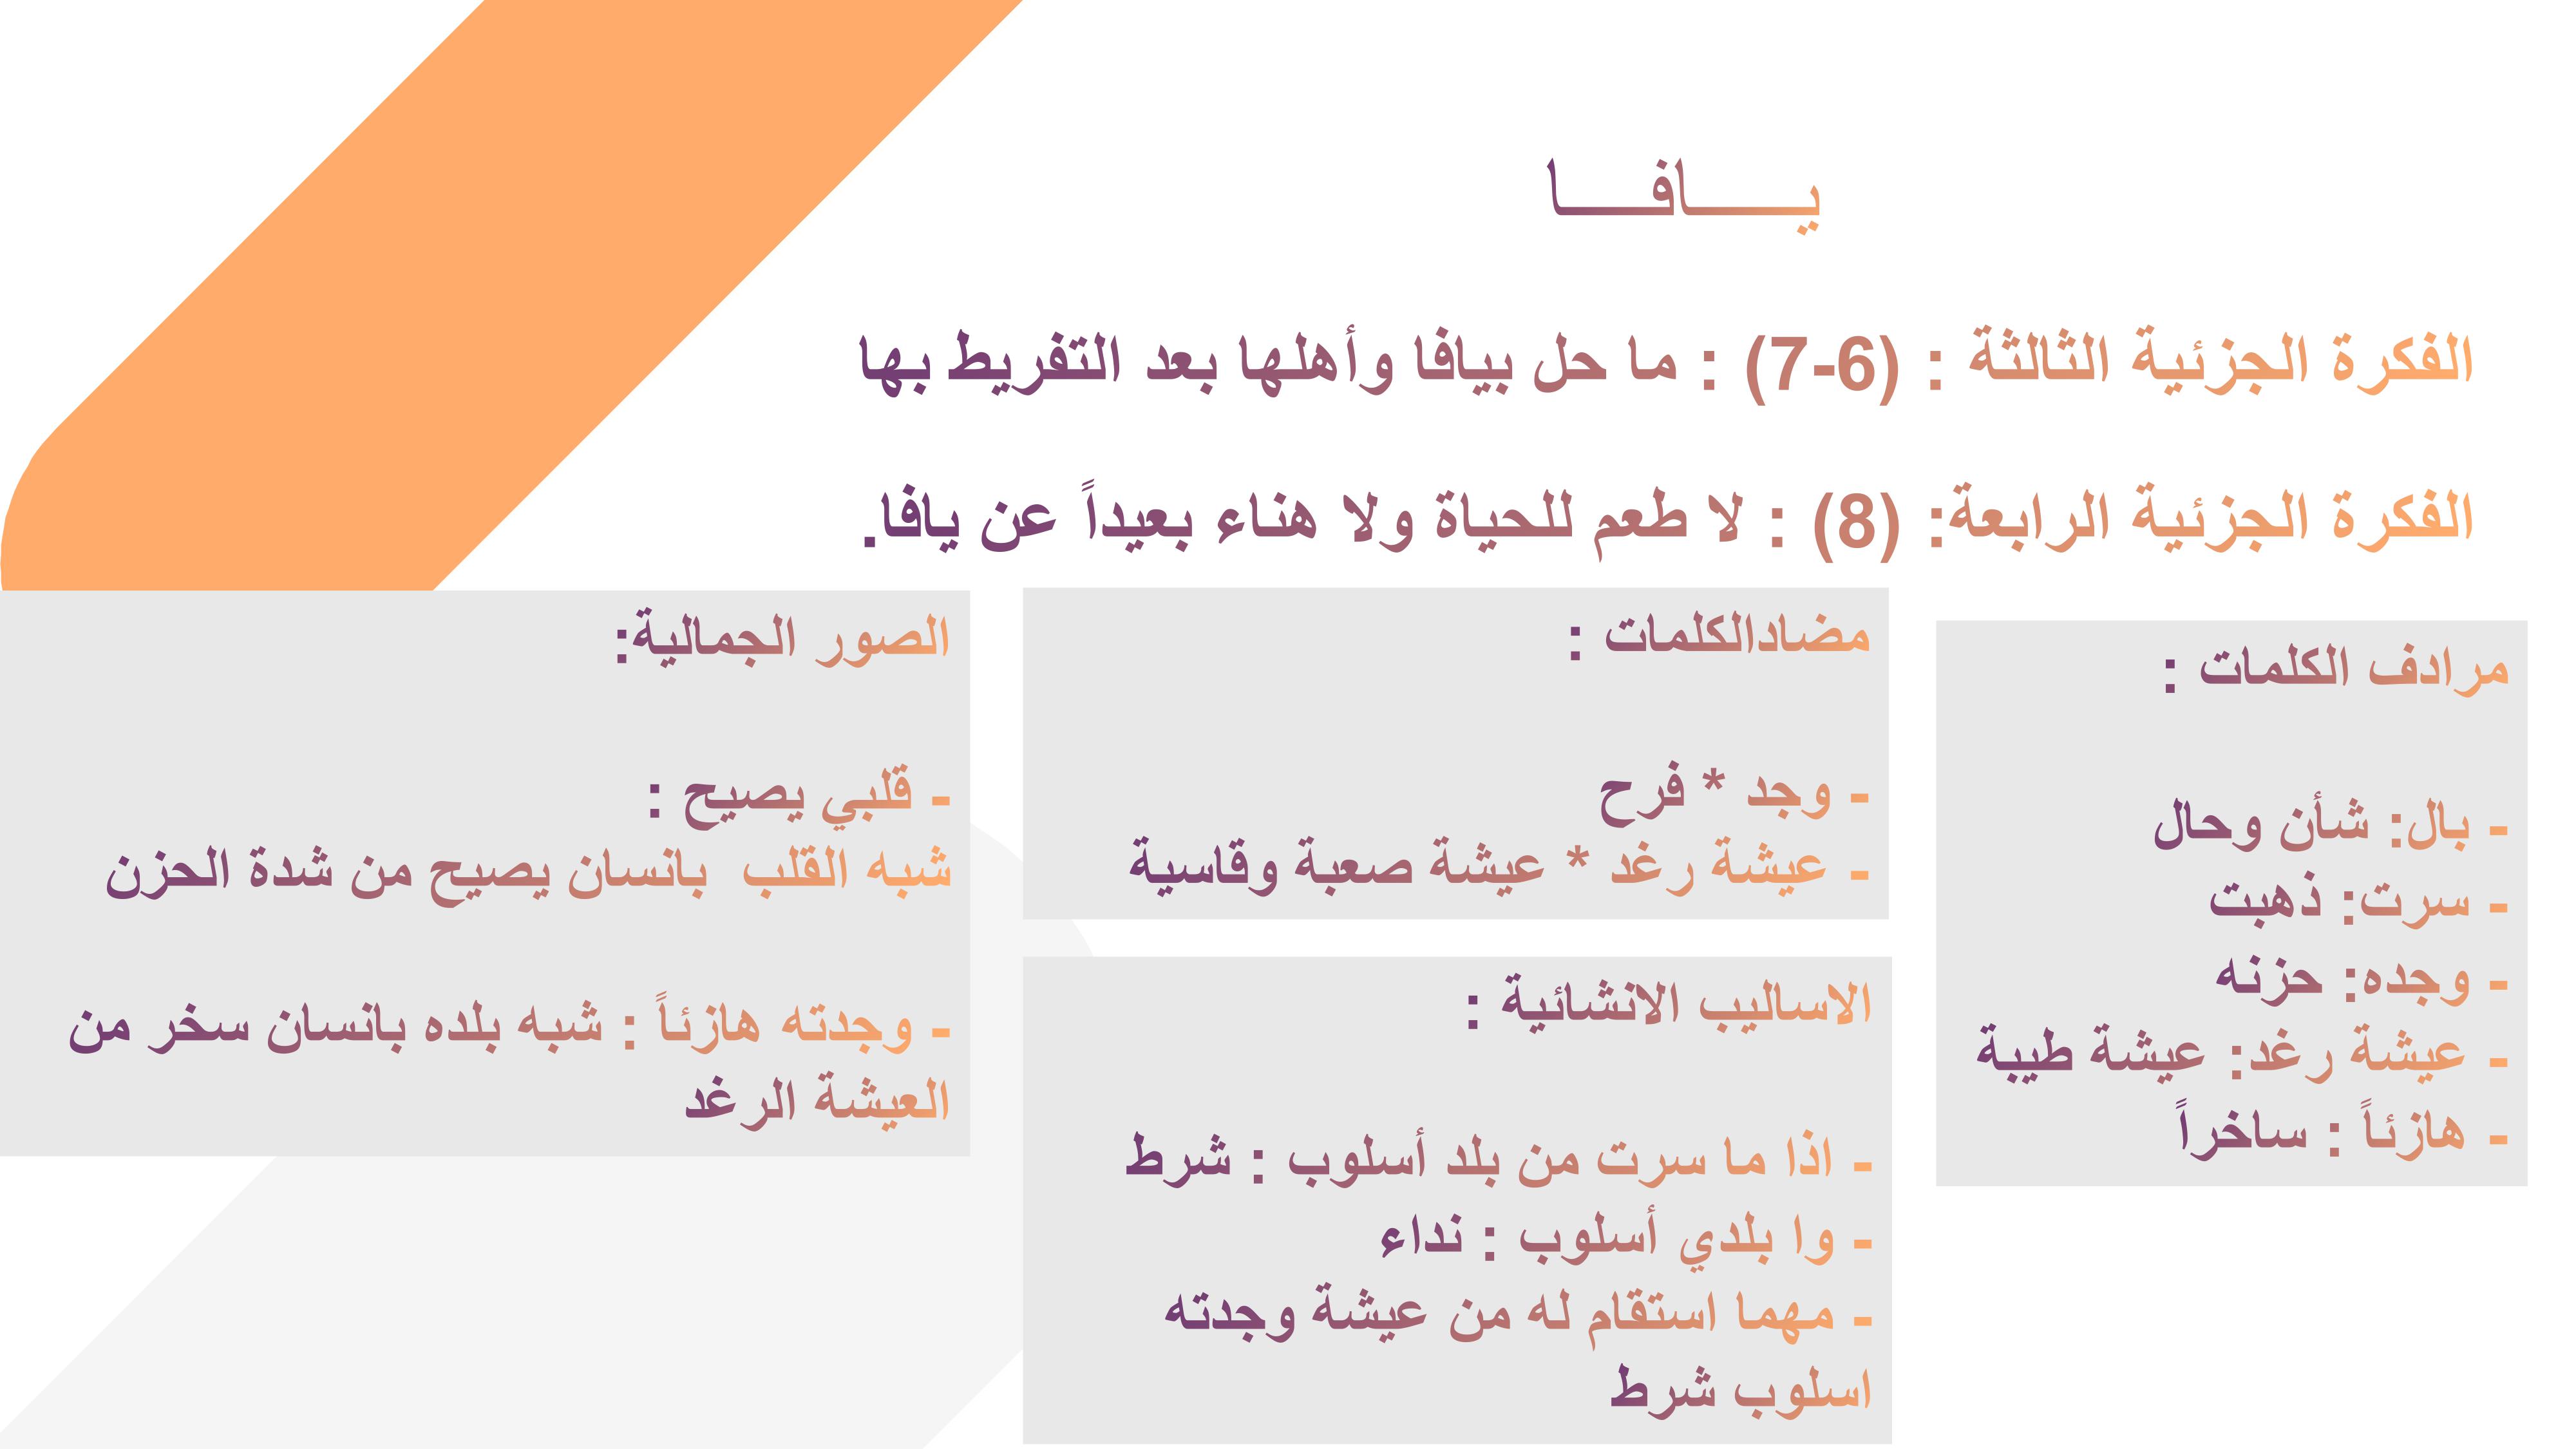 يـــــافـــــا
الفكرة الجزئية الثالثة : (6-7) : ما حل بيافا وأهلها بعد التفريط بها
الفكرة الجزئية الرابعة: (8) : لا طعم للحياة ولا هناء بعيداً عن يافا.
مرادف الكلمات :
- بال: شأن وحال
- سرت: ذهبت
- وجده: حزنه
- عيشة رغد: عيشة طيبة
- هازئاً : ساخراً
مضادالكلمات :
- وجد * فرح
- عيشة رغد * عيشة صعبة وقاسية
الاساليب الانشائية :
- اذا ما سرت من بلد أسلوب : شرط
- وا بلدي أسلوب : نداء
- مهما استقام له من عيشة وجدته
اسلوب شرط
الصور الجمالية:
- قلبي يصيح :
شبه القلب بانسان يصيح من شدة الحزن
- وجدته هازئاً : شبه بلده بانسان سخر من
العيشة الرغد